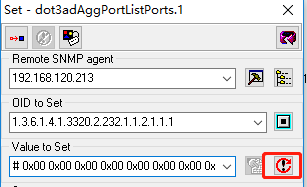 Set - dot3adAggPortListPorts.1
Remote SNMP agent
192.168.120.213
OID to Set
1.3.6.1.4.1.3320.2.232.1.1.2.1.1.1
Value to Set
# 0x00 0x00 0x00 0x00 0x00 0x00 0x00 0x